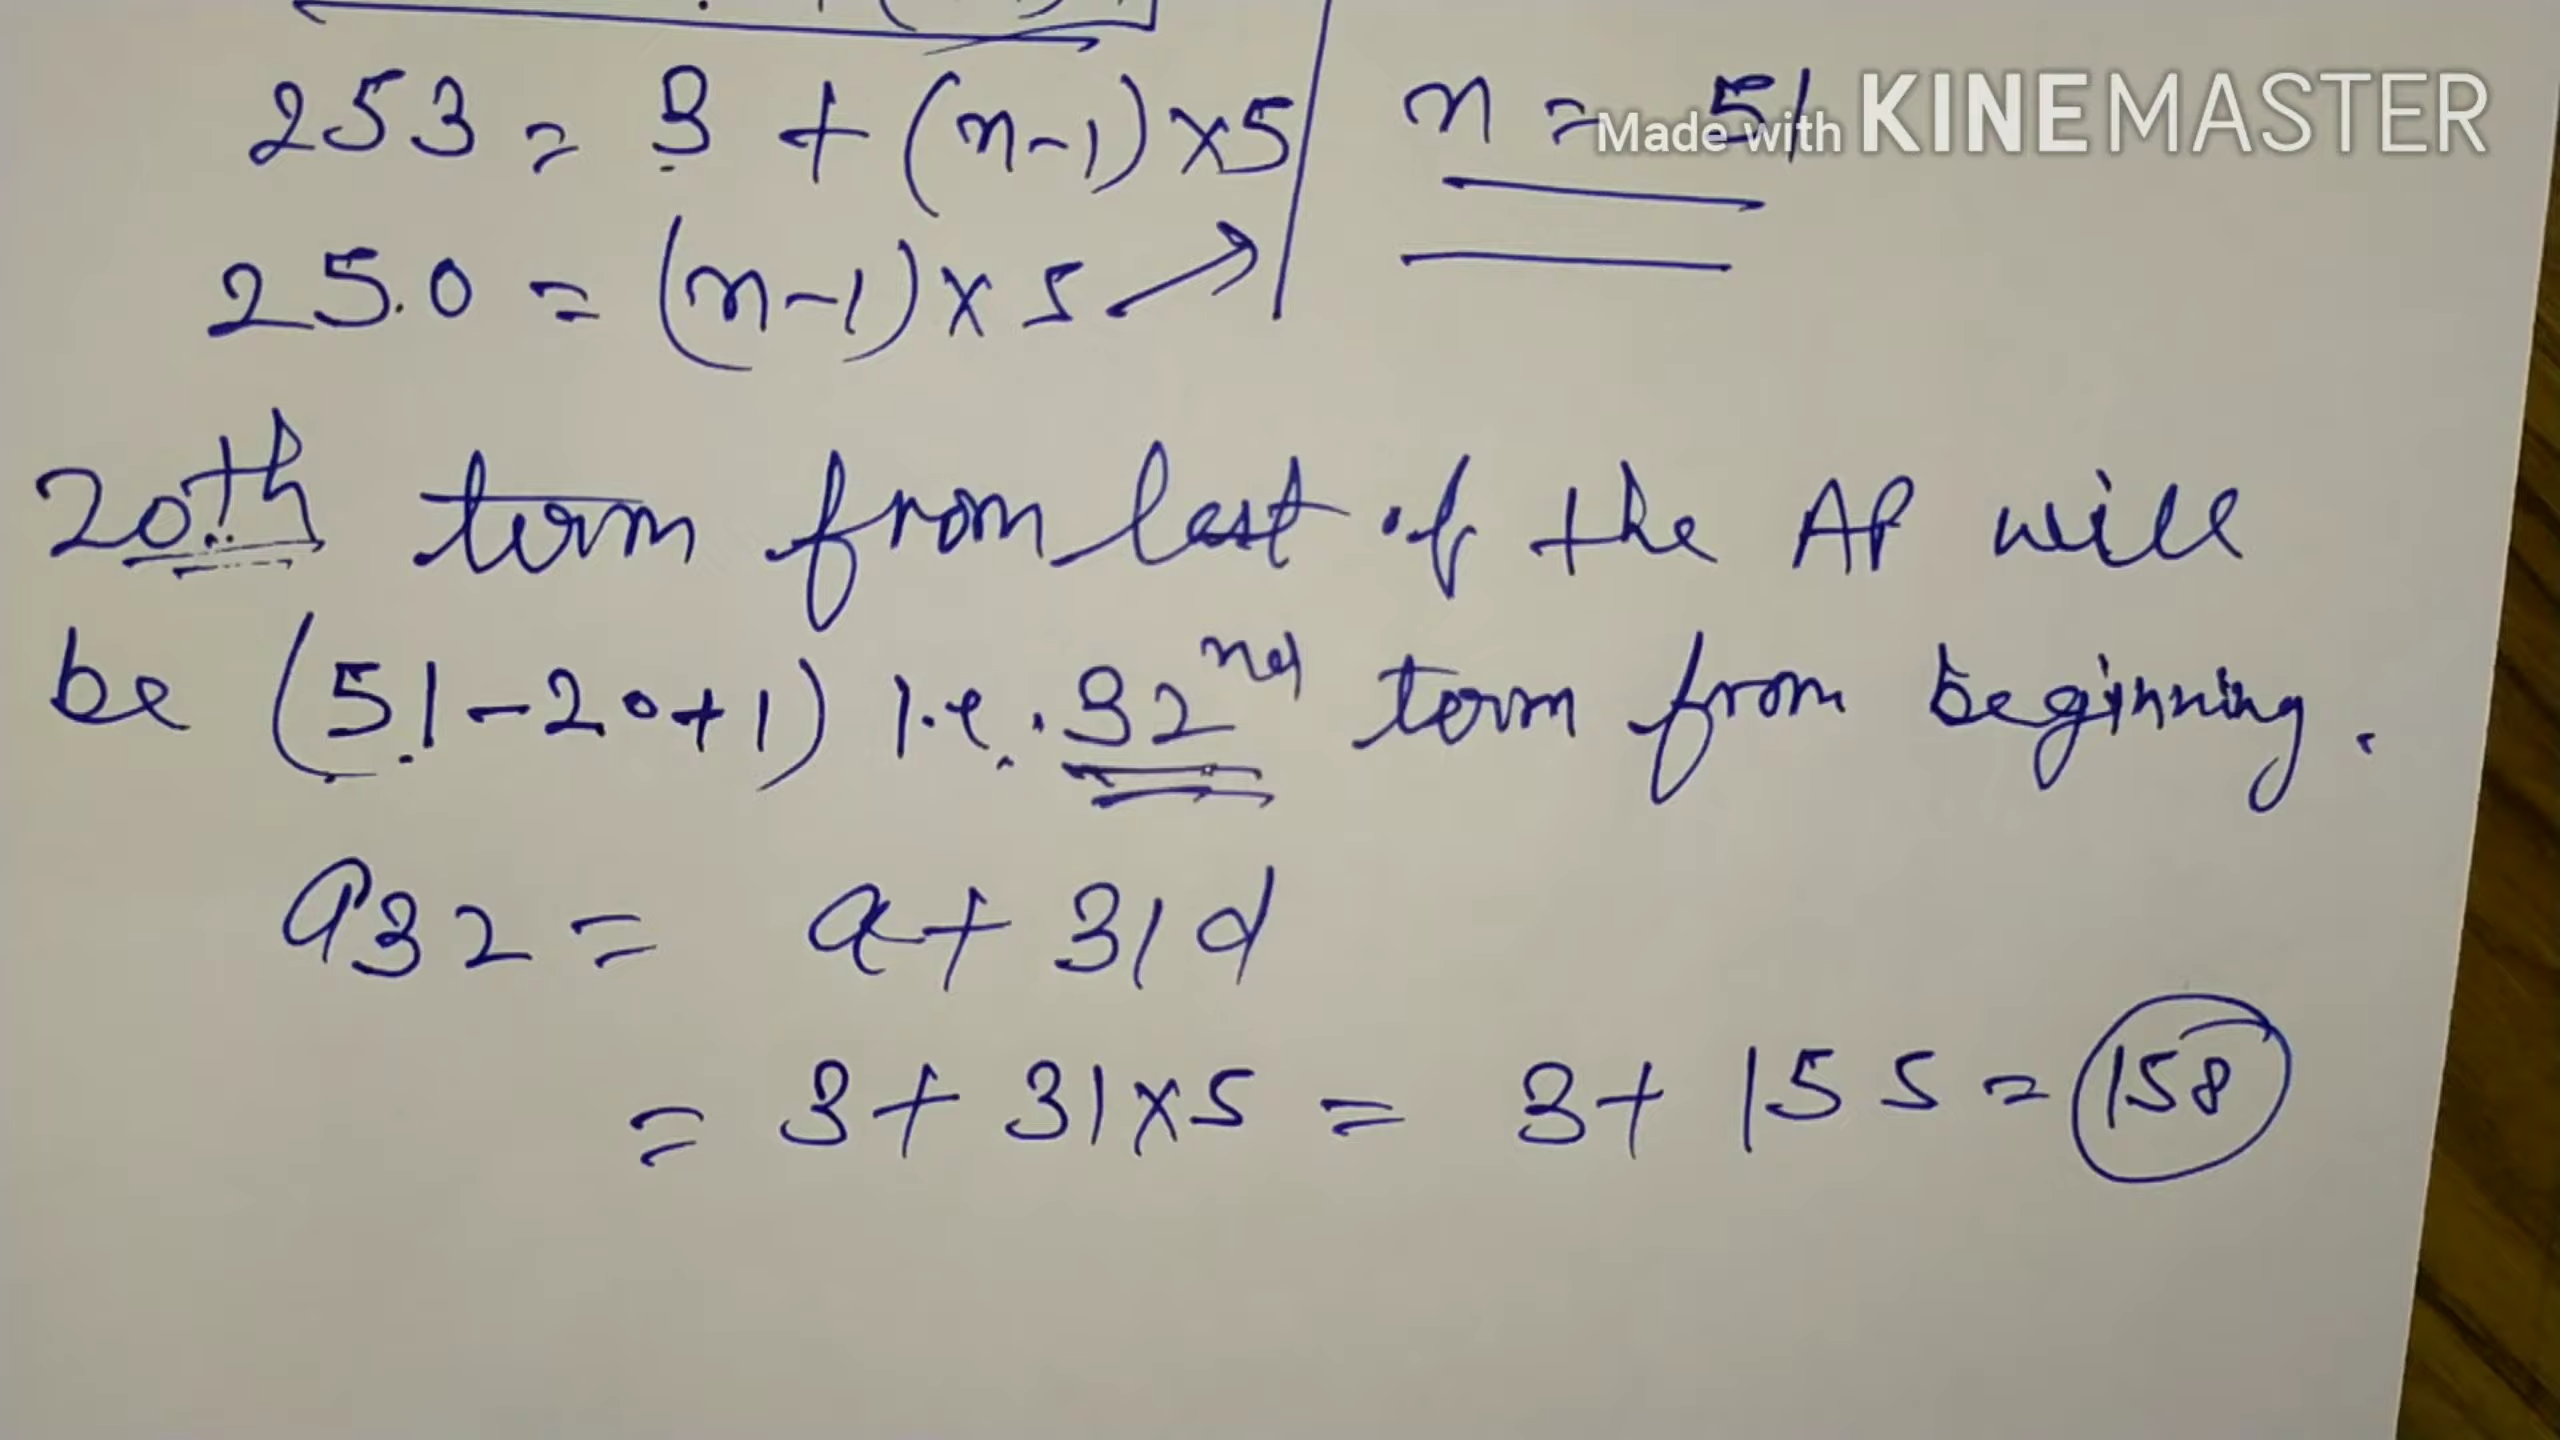 253 = 3 + (n-1)×5
n = 51
Made with KINEMASTER
250 = (n-1)×5
20th term from last of the AP will
be (51-20+1) i.e. 32nd term from beginning.
a32 = a+31d
= 3+31×5 = 3+155 = 158